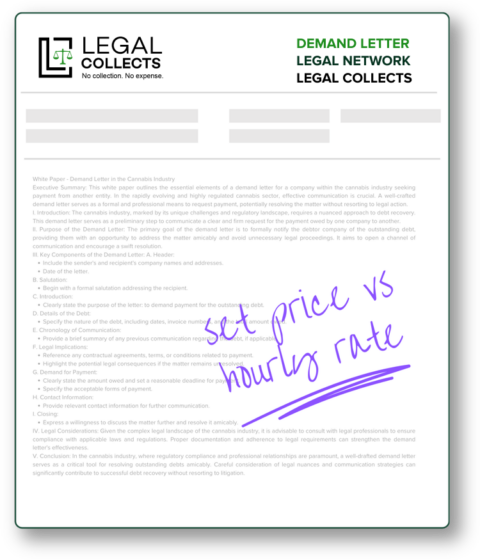 LEGAL
COLLECTS
No collection. No expense.
DEMAND LETTER
LEGAL NETWORK
LEGAL COLLECTS
White Paper - Demand Letter in the Cannabis Industry
Executive Summary: This white paper outlines the essential elements of a demand letter for a company within the cannabis industry seeking
payment from another entity. In the rapidly evolving and highly regulated cannabis sector, effective communication is crucial. A well-crafted
demand letter serves as a formal and professional means to request payment, potentially resolving the matter without resorting to legal action.
I. Introduction: The cannabis industry, marked by its unique challenges and regulatory landscape, requires a nuanced approach to debt recovery.
This demand letter serves as a preliminary step to communicate a clear and firm request for the payment owed by one company to another.
II. Purpose of the Demand Letter: The primary goal of the demand letter is to formally notify the debtor company of the outstanding debt,
providing them with an opportunity to address the matter amicably and avoid unnecessary legal proceedings. It aims to open a channel of
communication and encourage a swift resolution.
III. Key Components of the Demand Letter: A. Header:
• Include the sender's and recipient's company names and addresses.
• Date of the letter.
B. Salutation:
• Begin with a formal salutation addressing the recipient.
C. Introduction:
• Clearly state the purpose of the letter: to demand payment for the outstanding debt.
D. Details of the Debt:
• Specify the nature of the debt, including dates, invoice numbers,
E. Chronology of Communication:
• Provide a brief summary of any previous communication regarding the debt, if applicable.
F. Legal Implications:
• Reference any contractual agreements, terms, or conditions related to payment.
• Highlight the potential legal consequences if the matter remains unresolved.
G. Demand for Payment:
• Clearly state the amount owed and set a reasonable deadline for payment.
• Specify the acceptable forms of payment.
H. Contact Information:
• Provide relevant contact information for further communication.
I. Closing:
• Express a willingness to discuss the matter further and resolve it amicably.
IV. Legal Considerations: Given the complex legal landscape of the cannabis industry, it is advisable to consult with legal professionals to ensure
compliance with applicable laws and regulations. Proper documentation and adherence to legal requirements can strengthen the demand
letter's effectiveness.
V. Conclusion: In the cannabis industry, where regulatory compliance and professional relationships are paramount, a well-drafted demand letter
serves as a critical tool for resolving outstanding debts amicably. Careful consideration of legal nuances and communication strategies can
significantly contribute to successful debt recovery without resorting to litigation.
set price vs
hourly rate